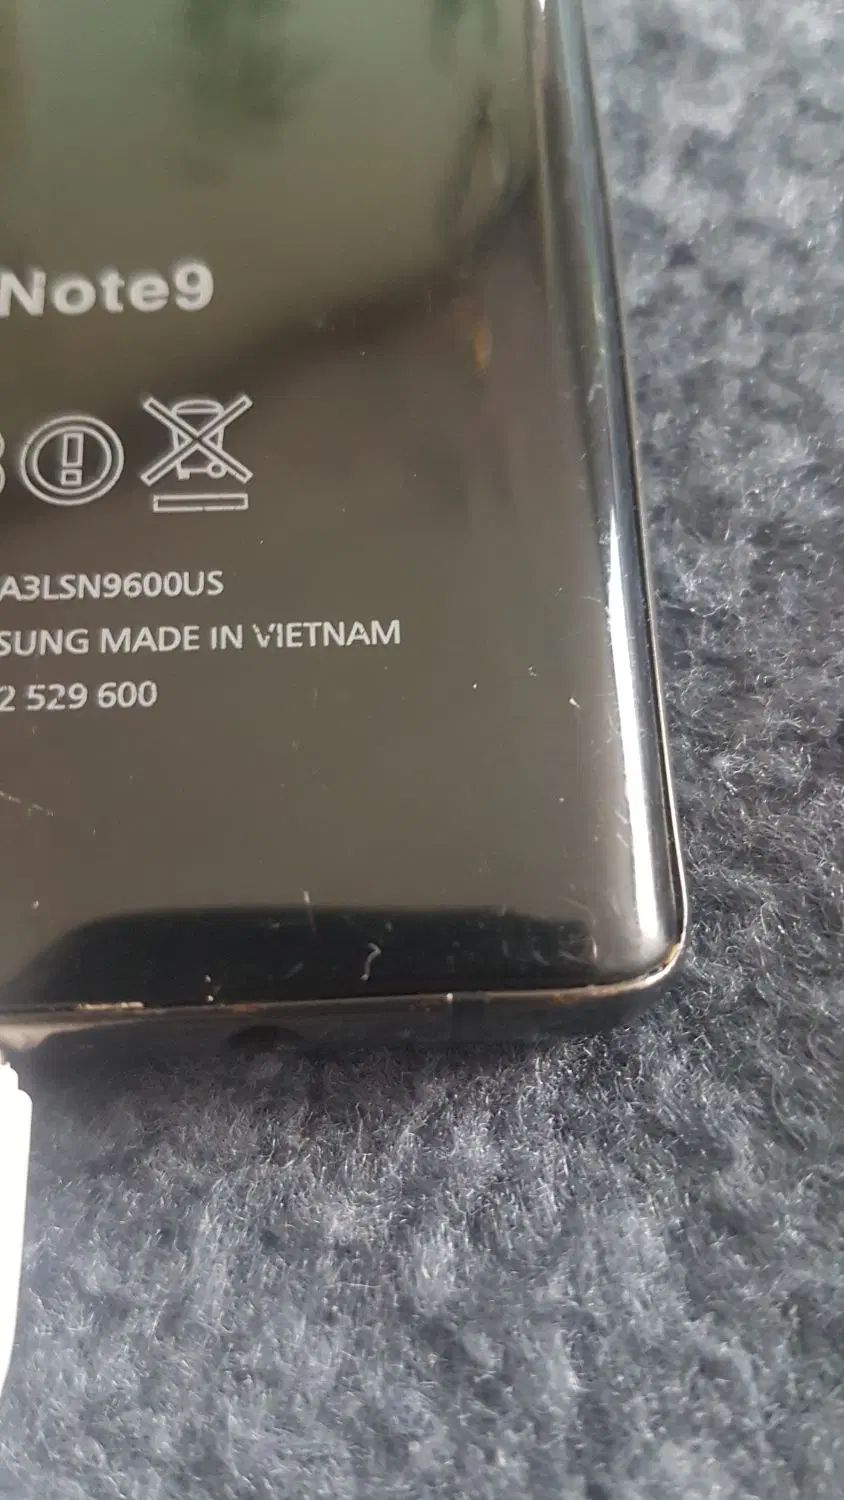 Note9
A3LSN9600US
SUNG MADE IN VIETNAM
2 529 600